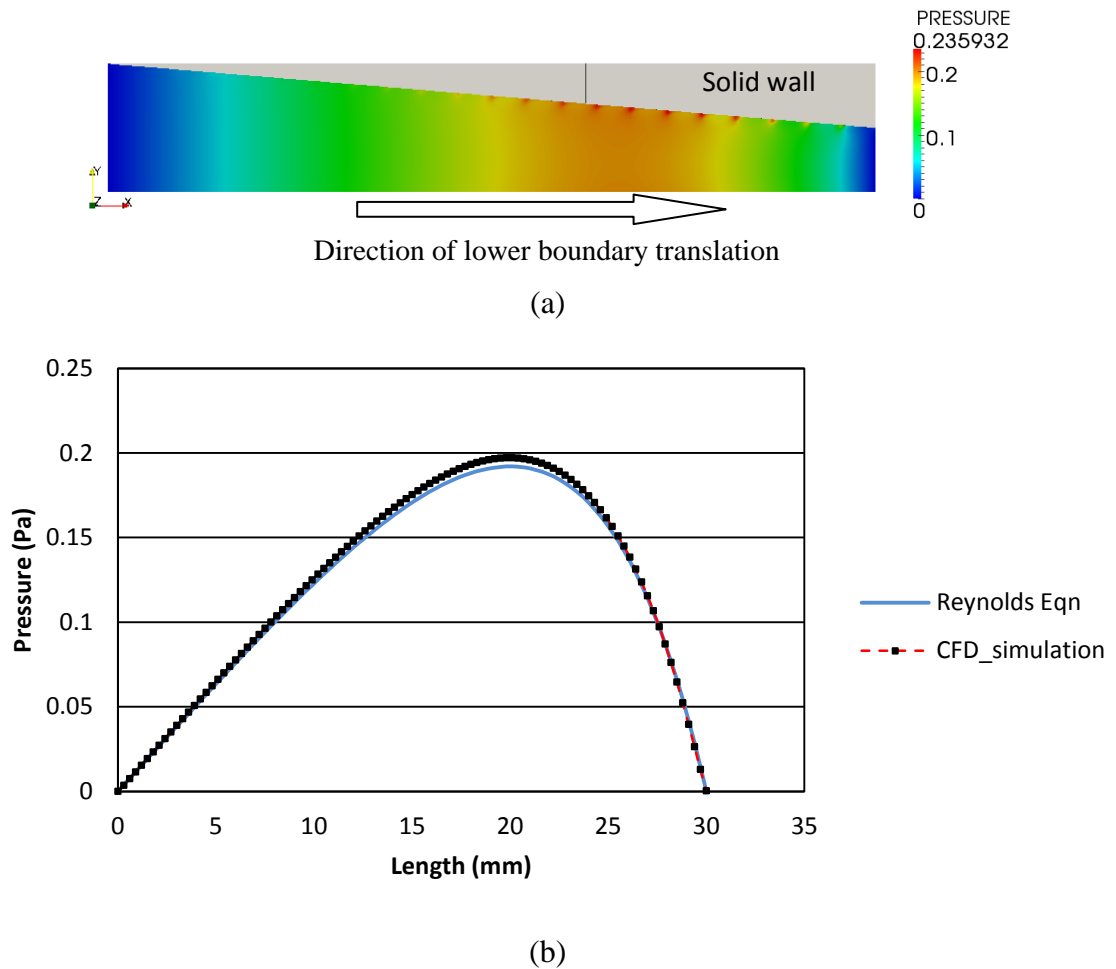 PRESSURE
0.235932
0.2
0.1
0
Solid wall
Y
Z X
Direction of lower boundary translation
(a)
0.25
0.2
0.15
0.1
0.05
0
Pressure (Pa)
0 5 10 15 20 25 30 35
Length (mm)
Reynolds Eqn
CFD_simulation
(b)